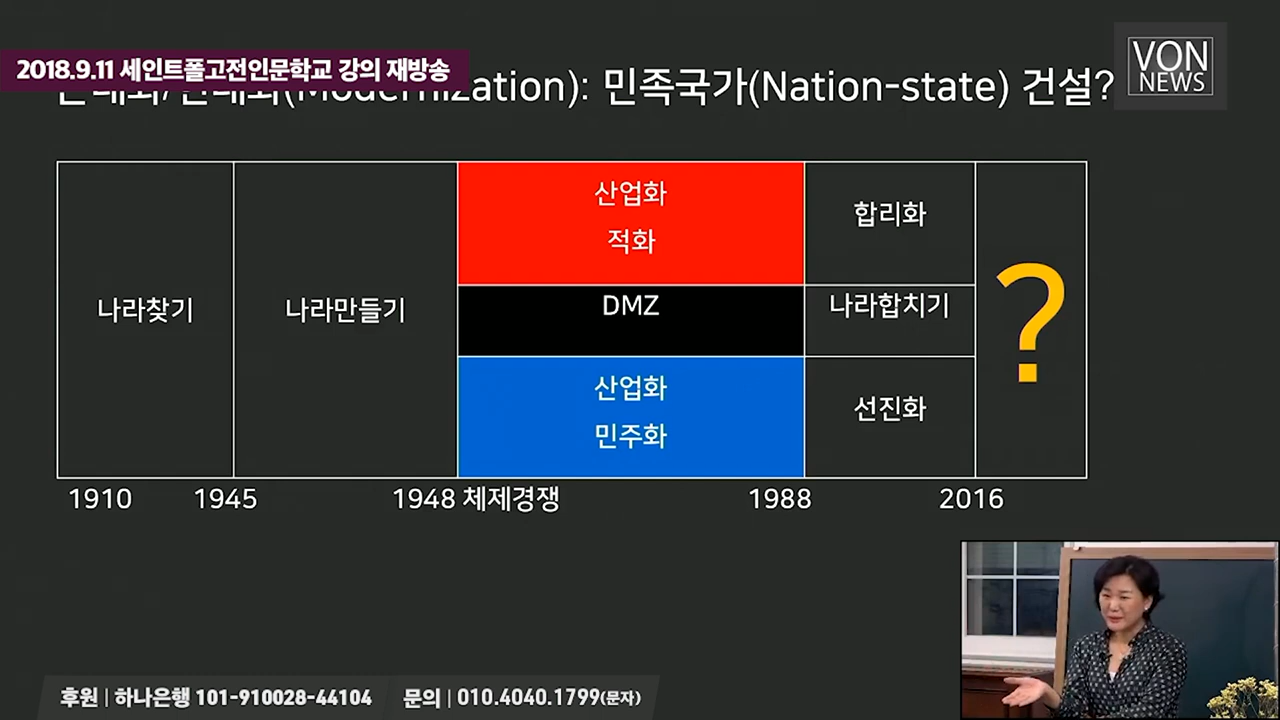 2018.9.11 세인트폴고전인문학교 강의 재방송
VON
NEWS
(Modernization): 민족국가(Nation-state) 건설?
산업화
적화
합리화
나라찾기
나라만들기
DMZ
나라합치기
?
산업화
민주화
선진화
1910
1945
1948 체제경쟁
1988
2016
후원 | 하나은행 101-910028-44104
문의 | 010.4040.1799(문자)